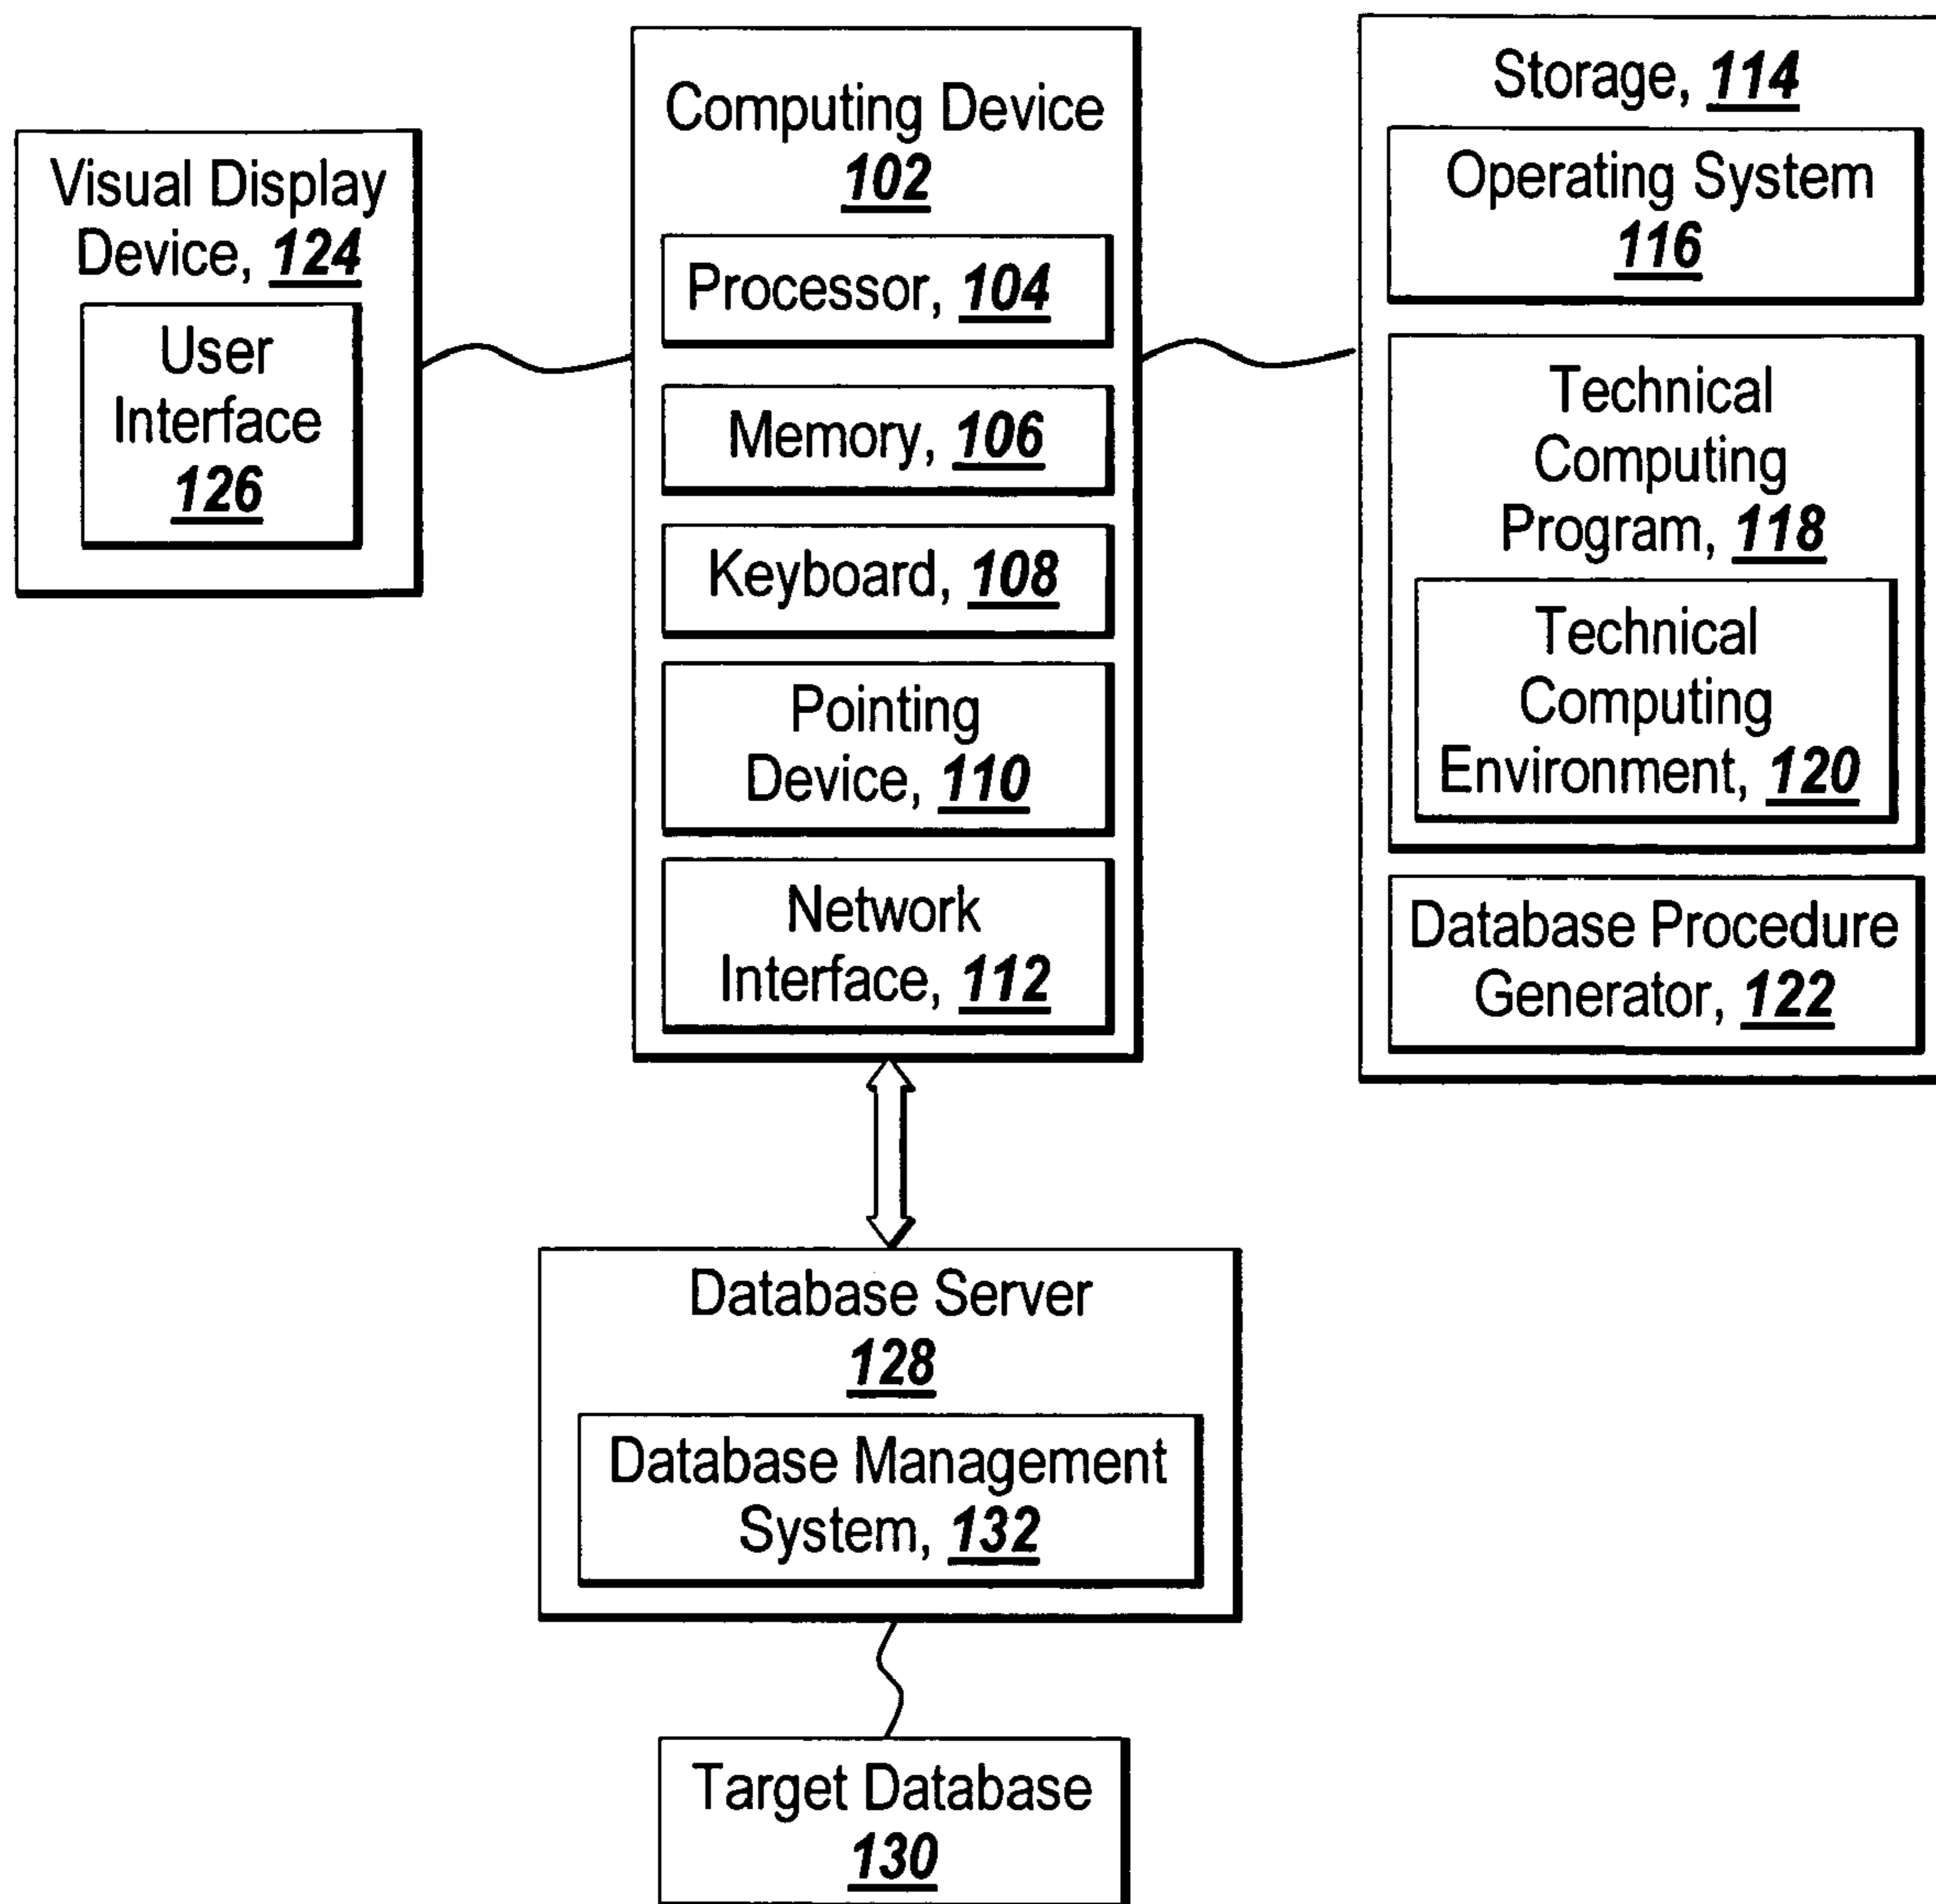 Visual Display
Device, 124
User
Interface
126
Computing Device
102
Processor, 104
Memory, 106
Keyboard, 108
Pointing
Device, 110
Network
Interface, 112
Storage, 114
Operating System
116
Technical
Computing
Program, 118
Technical
Computing
Environment, 120
Database Procedure
Generator, 122
Database Server
128
Database Management
System, 132
Target Database
130